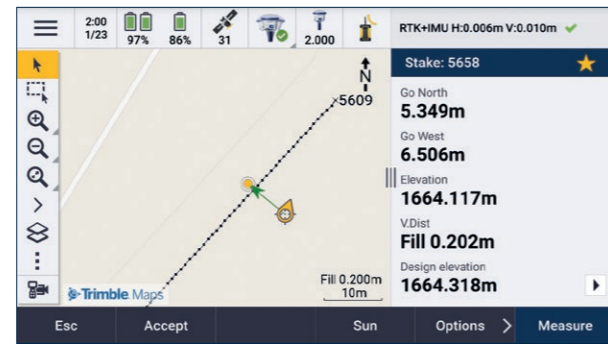 2:00
1/23
97%
86%
31
2.000
RTK+IMU H:0.006m V:0.010m
Stake: 5658
N
5609
Go North
5.349m
Go West
6.506m
Elevation
1664.117m
V.Dist
Fill 0.202m
Design elevation
1664.318m
Fill 0.200m
10m
Trimble Maps
Esc
Accept
Sun
Options
Measure